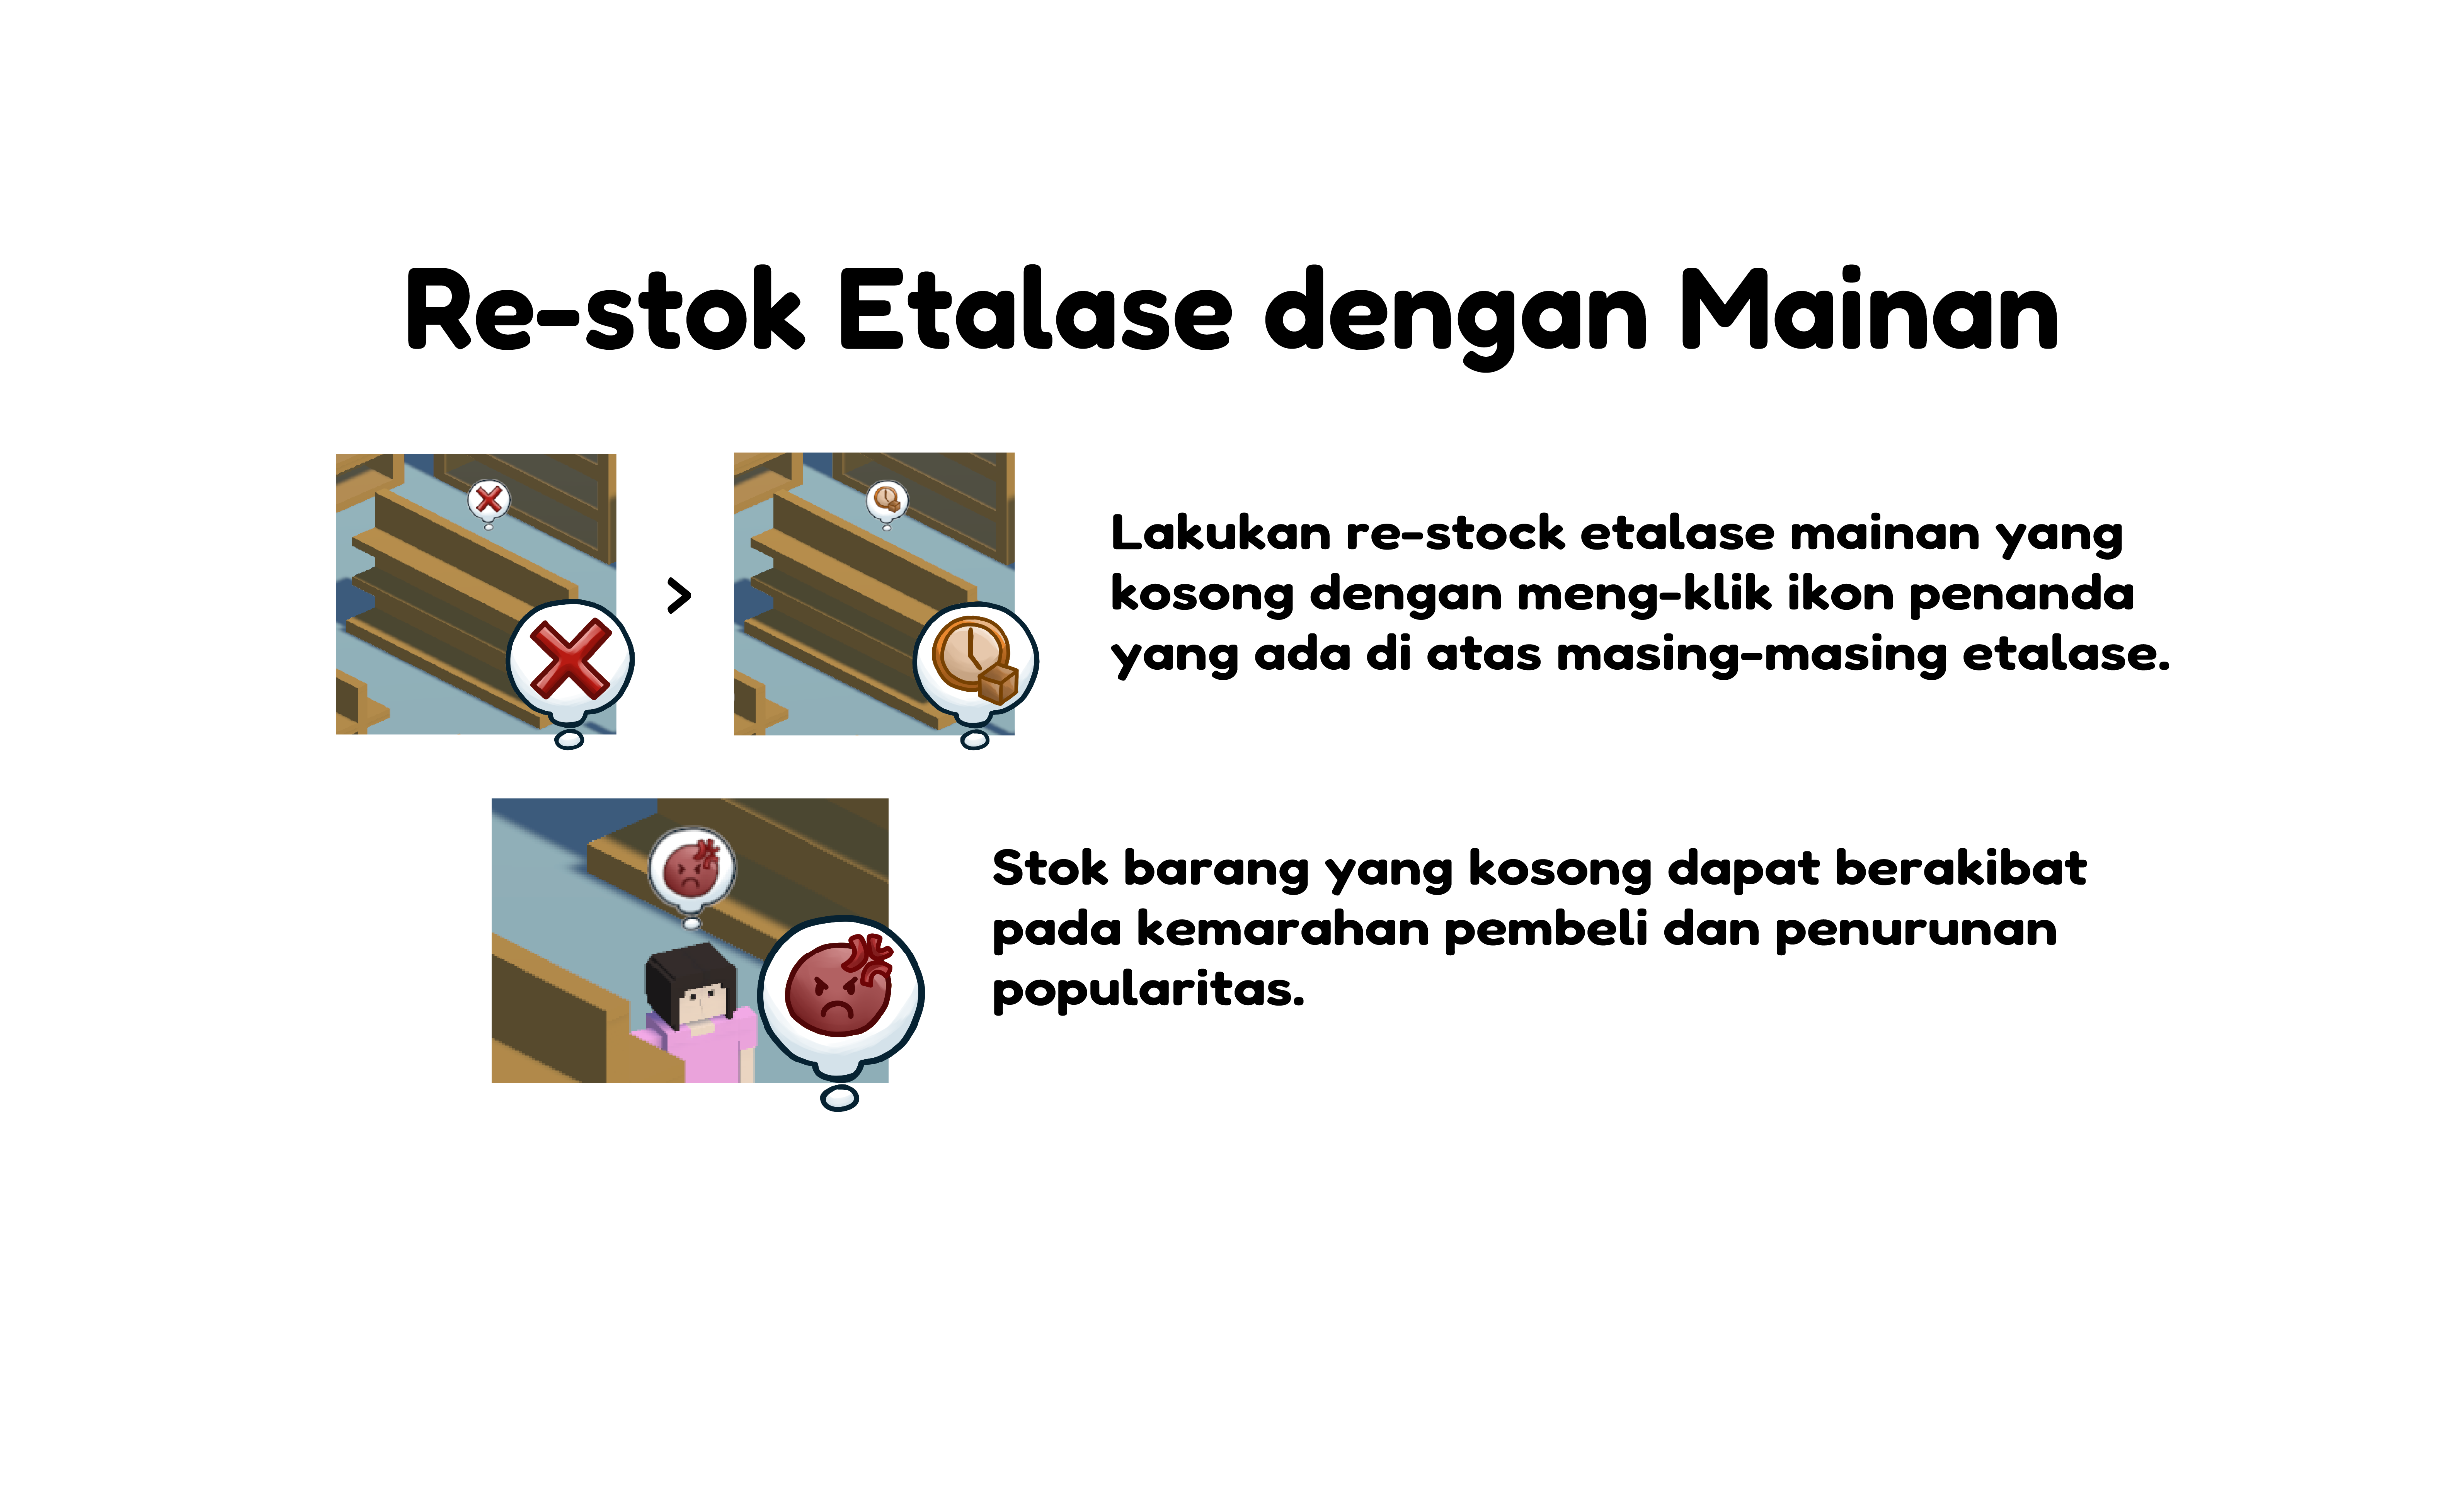 Re-stok Etalase dengan Mainan
>
Lakukan re-stock etalase mainan yang
kosong dengan meng-klik ikon penanda
yang ada di atas masing-masing etalase.
Stok barang yang kosong dapat berakibat
pada kemarahan pembeli dan penurunan
popularitas.